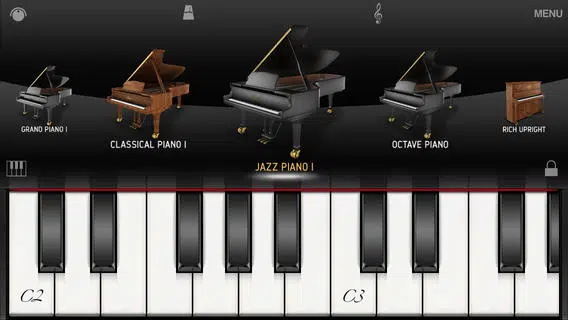 MENU
GRAND PIANO I
CLASSICAL PIANO I
JAZZ PIANO I
OCTAVE PIANO
RICH UPRIGHT
C2
C3